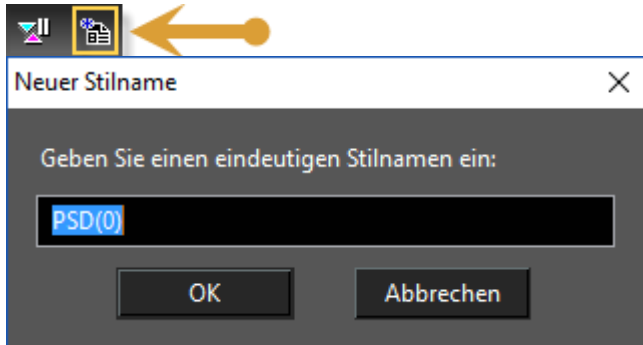 Neuer Stilname
Geben Sie einen eindeutigen Stilnamen ein:
PSD(0)
OK
Abbrechen